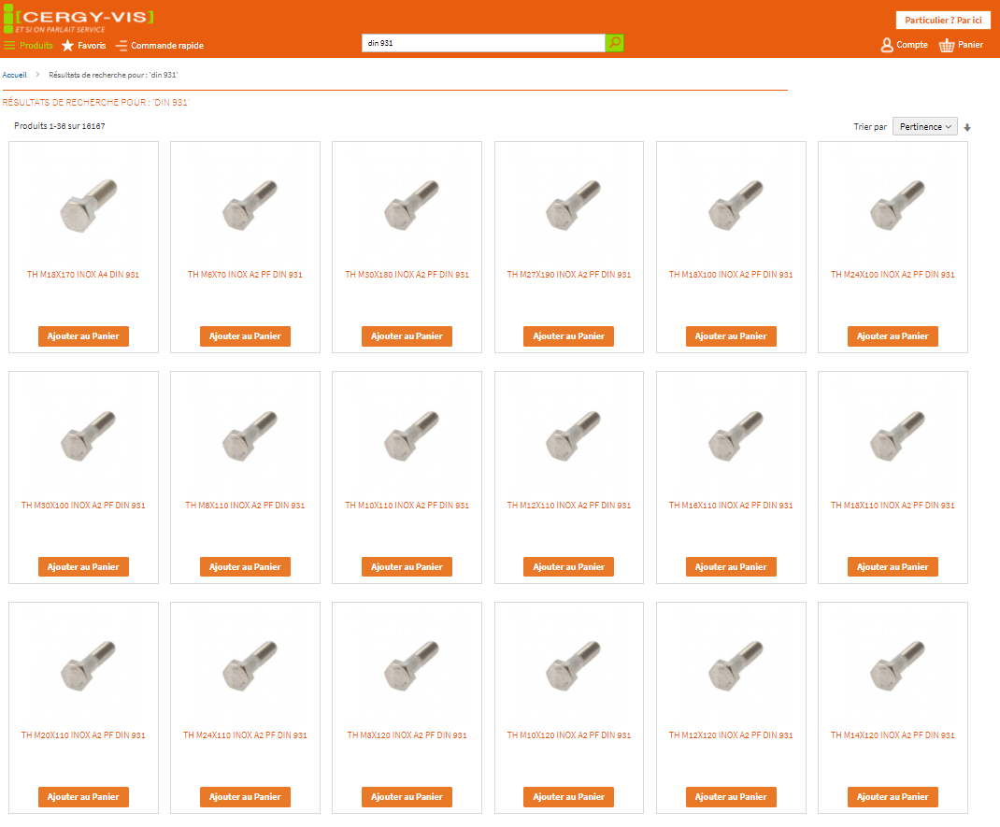 [CERGY-VIS]
ET SI ON PARLAIT SERVICE
Particulier ? Par ici
Produits Favoris Commande rapide
din 931
Compte Panier
Accueil > Résultats de recherche pour : 'din 931'
RÉSULTATS DE RECHERCHE POUR : 'DIN 931'
Produits 1-36 sur 16167
Trier par Pertinence
TH M18X170 INOX A4 DIN 931
TH M6X70 INOX A2 PF DIN 931
TH M30X180 INOX A2 PF DIN 931
TH M27X190 INOX A2 PF DIN 931
TH M18X100 INOX A2 PF DIN 931
TH M24X100 INOX A2 PF DIN 931
Ajouter au Panier
Ajouter au Panier
Ajouter au Panier
Ajouter au Panier
Ajouter au Panier
Ajouter au Panier
TH M30X100 INOX A2 PF DIN 931
TH M8X110 INOX A2 PF DIN 931
TH M10X110 INOX A2 PF DIN 931
TH M12X110 INOX A2 PF DIN 931
TH M16X110 INOX A2 PF DIN 931
TH M18X110 INOX A2 PF DIN 931
Ajouter au Panier
Ajouter au Panier
Ajouter au Panier
Ajouter au Panier
Ajouter au Panier
Ajouter au Panier
TH M20X110 INOX A2 PF DIN 931
TH M24X110 INOX A2 PF DIN 931
TH M8X120 INOX A2 PF DIN 931
TH M10X120 INOX A2 PF DIN 931
TH M12X120 INOX A2 PF DIN 931
TH M14X120 INOX A2 PF DIN 931
Ajouter au Panier
Ajouter au Panier
Ajouter au Panier
Ajouter au Panier
Ajouter au Panier
Ajouter au Panier